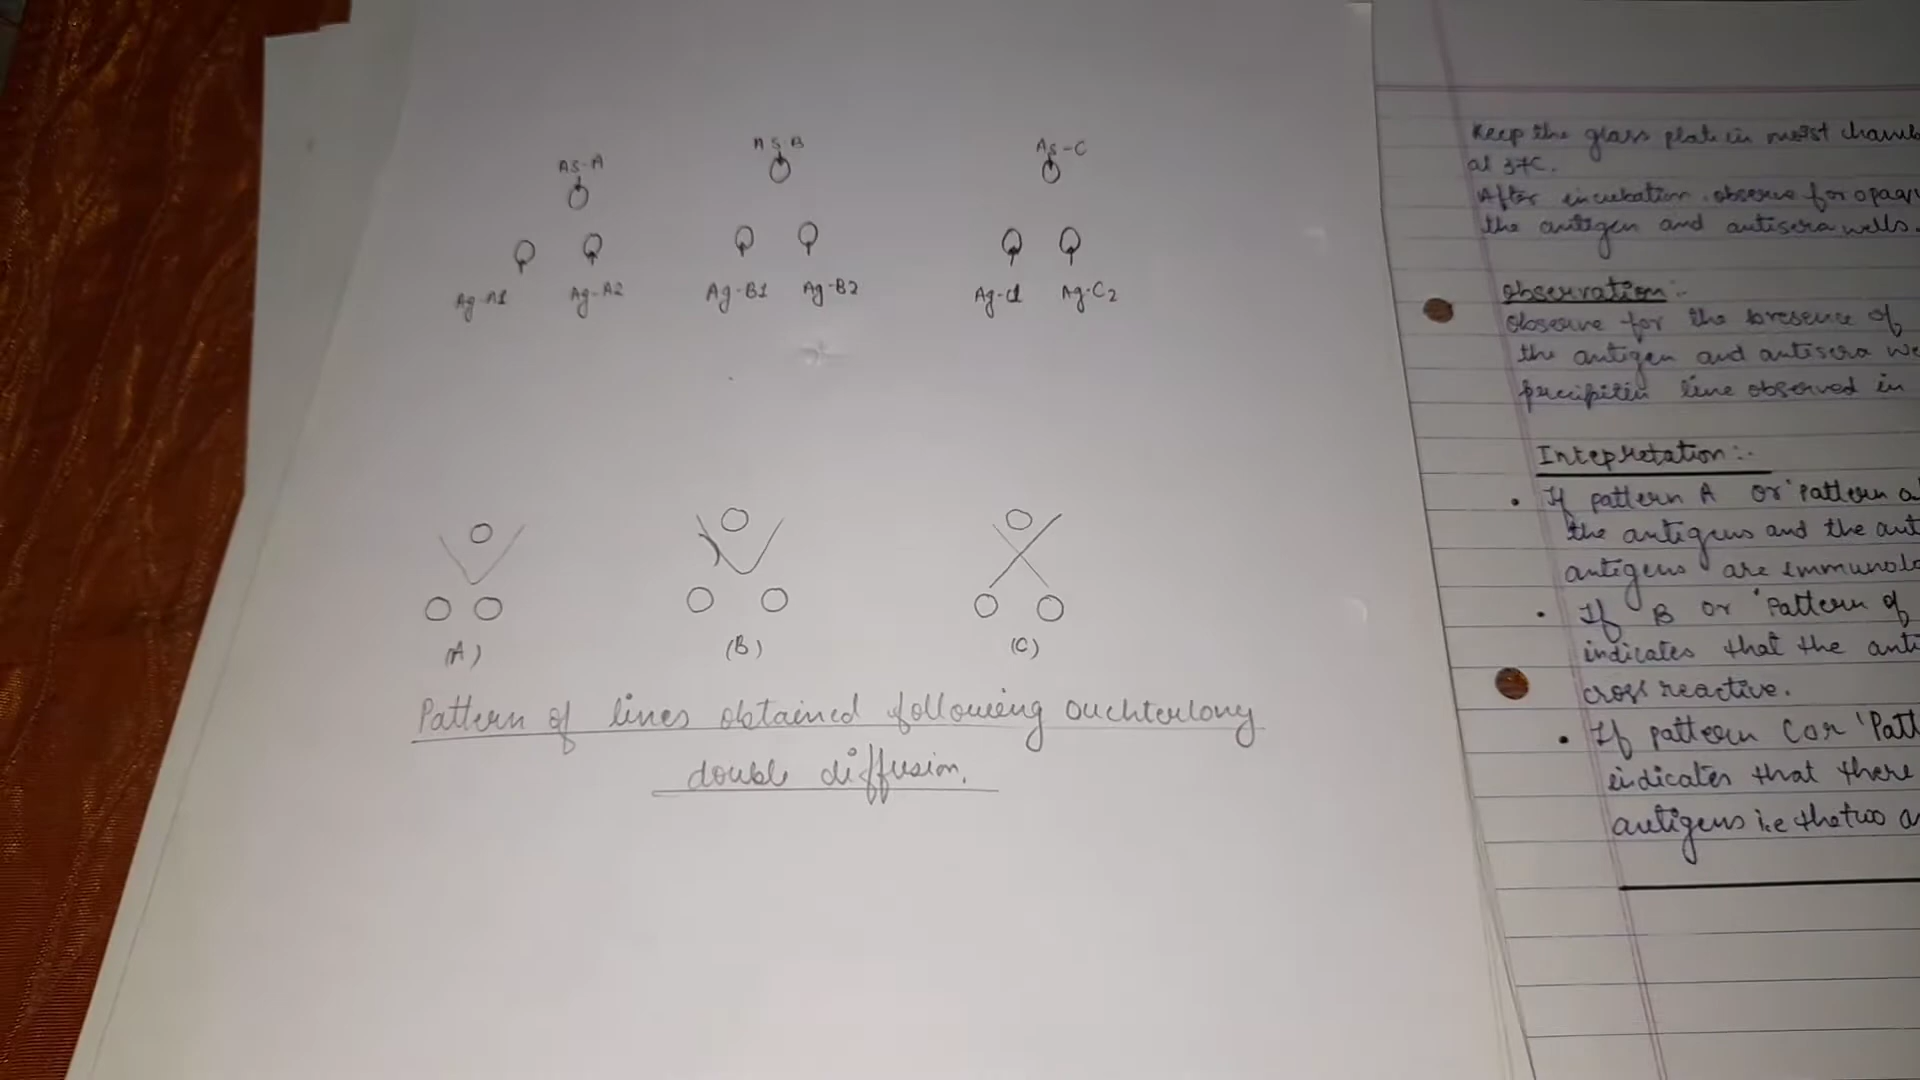 As-A
As-B
As-C
Ag-A1
Ag-A2
Ag-B1
Ag-B2
Ag-C1
Ag-C2
(A)
(B)
(C)
Pattern of lines obtained following Ouchterlony
double diffusion.
Keep the glass plate in moist
at 37C.
After incubation observe for
the antigen and antisera wells.
Observation:-
Observe for the presence of
the antigen and antisera
precipitin line observed in
Intepretation:-
• If pattern A or 'Pattern
the antigens and the
antigens are
• If B or 'Pattern of
indicates that the
cross reactive.
• If pattern C or
indicates that there
antigens i.e the two